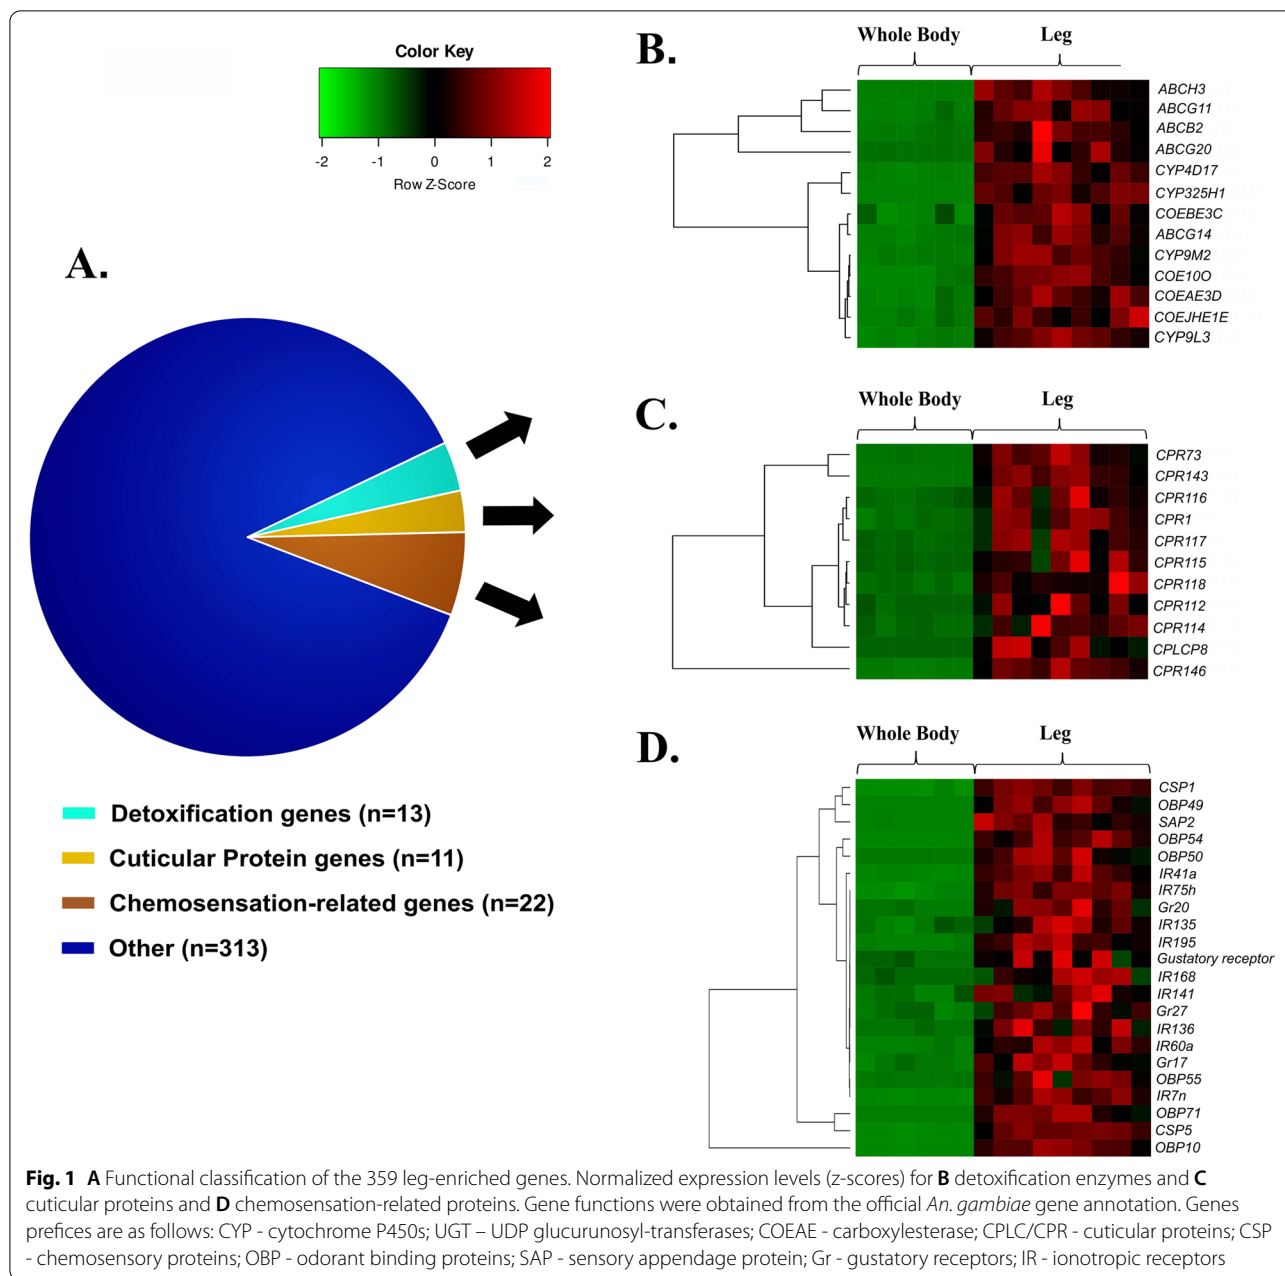 Color Key
-2 -1 0 1 2
Row Z-Score
A.
Detoxification genes (n=13)
Cuticular Protein genes (n=11)
Chemosensation-related genes (n=22)
Other (n=313)
B.
Whole Body Leg
ABCH3
ABCG11
ABCB2
ABCG20
CYP4D17
CYP325H1
COEBE3C
ABCG14
CYP9M2
COE10O
COEAE3D
COEJHE1E
CYP9L3
C.
Whole Body Leg
CPR73
CPR143
CPR116
CPR1
CPR117
CPR115
CPR118
CPR112
CPR114
CPLCP8
CPR146
D.
Whole Body Leg
CSP1
OBP49
SAP2
OBP54
OBP50
IR41a
IR75h
Gr20
IR135
IR195
Gustatory receptor
IR168
IR141
Gr27
IR136
IR60a
Gr17
OBP55
IR7n
OBP71
CSP5
OBP10
Fig. 1 A Functional classification of the 359 leg-enriched genes. Normalized expression levels (z-scores) for B detoxification enzymes and C
cuticular proteins and D chemosensation-related proteins. Gene functions were obtained from the official An. gambiae gene annotation. Genes
prefices are as follows: CYP - cytochrome P450s; UGT – UDP glucurunosyl-transferases; COEAE - carboxylesterase; CPLC/CPR - cuticular proteins; CSP
- chemosensory proteins; OBP - odorant binding proteins; SAP - sensory appendage protein; Gr - gustatory receptors; IR - ionotropic receptors